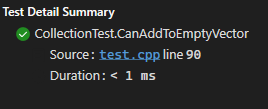 Test Detail Summary
CollectionTest.CanAddToEmptyVector
Source: test.cpp line 90
Duration: < 1 ms